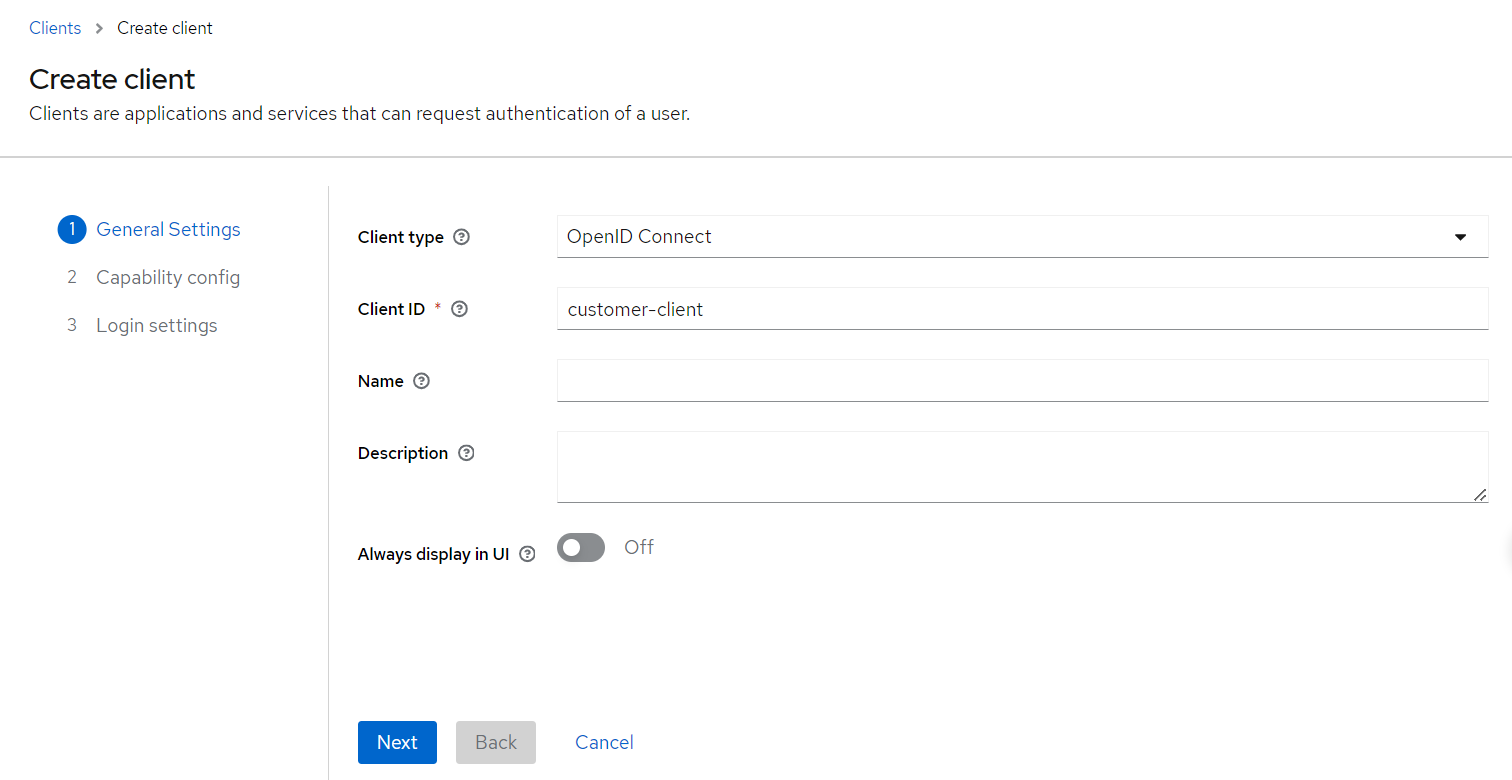 Clients > Create client
Create client
Clients are applications and services that can request authentication of a user.
1 General Settings
2 Capability config
3 Login settings
Client type ? OpenID Connect
Client ID * ? customer-client
Name ?
Description ?
Always display in UI ? Off
Next Back Cancel